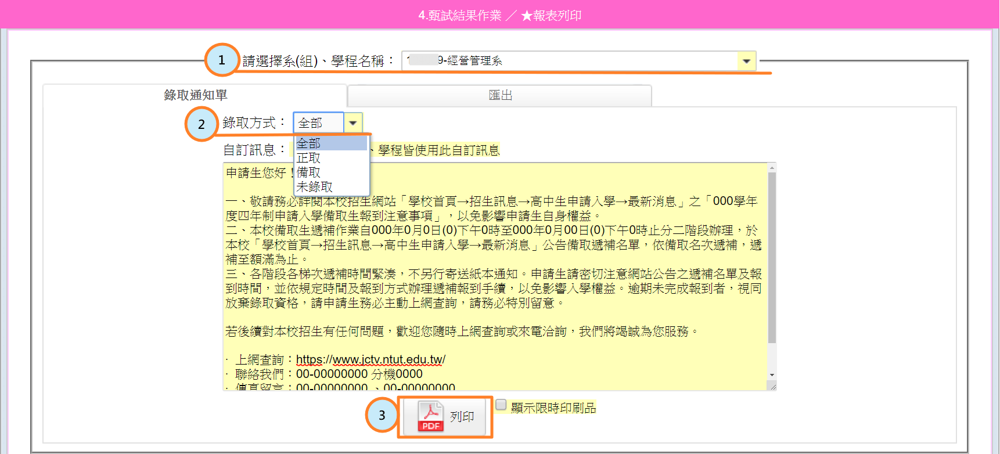 4.甄試結果作業 ／ ★報表列印
1 請選擇系(組)、學程名稱： 1 9-經營管理系
錄取通知單 匯出
2 錄取方式： 全部
全部
正取
備取
未錄取
自訂訊息： 、學程皆使用此自訂訊息
申請生您好！
一、敬請務必詳閱本校招生網站「學校首頁→招生訊息→高中生申請入學→最新消息」之「000學年
度四年制申請入學備取生報到注意事項」，以免影響申請生自身權益。
二、本校備取生遞補作業自000年0月0日(0)下午0時至000年0月00日(0)下午0時止分二階段辦理，於
本校「學校首頁→招生訊息→高中生申請入學→最新消息」公告備取遞補名單，依備取名次遞補，遞
補至額滿為止。
三、各階段各梯次遞補時間緊湊，不另行寄送紙本通知。申請生請密切注意網站公告之遞補名單及報
到時間，並依規定時間及報到方式辦理遞補報到手續，以免影響入學權益。逾期未完成報到者，視同
放棄錄取資格，請申請生務必主動上網查詢，請務必特別留意。
若後續對本校招生有任何問題，歡迎您隨時上網查詢或來電洽詢，我們將竭誠為您服務。
· 上網查詢：https://www.jctv.ntut.edu.tw/
· 聯絡我們：00-00000000 分機0000
· 傳真留言：00-00000000 、00-00000000
3 PDF 列印 顯示限時印刷品